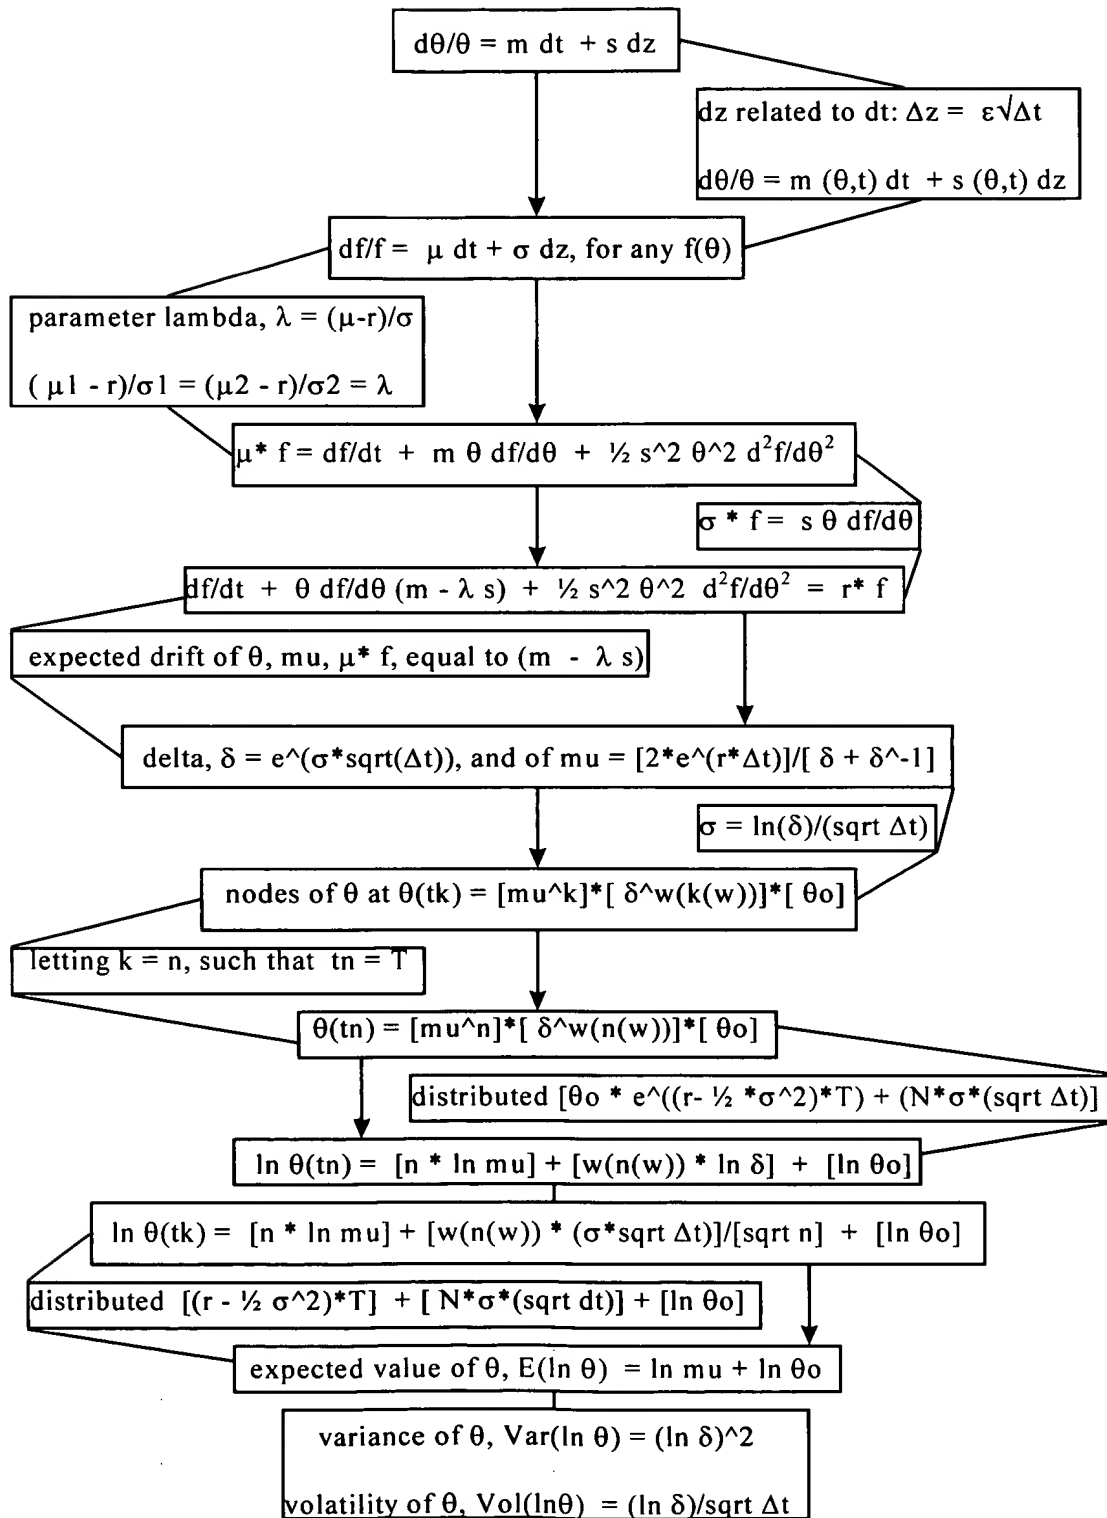 dθ/θ = m dt + s dz
dz related to dt: Δz = ε√Δt
dθ/θ = m (θ,t) dt + s (θ,t) dz
df/f = μ dt + σ dz, for any f(θ)
parameter lambda, λ = (μ-r)/σ
( μ1 - r)/σ1 = (μ2 - r)/σ2 = λ
μ* f = df/dt + m θ df/dθ + ½ s^2 θ^2 d²f/dθ²
σ * f = s θ df/dθ
df/dt + θ df/dθ (m - λ s) + ½ s^2 θ^2 d²f/dθ² = r* f
expected drift of θ, mu, μ* f, equal to (m - λ s)
delta, δ = e^(σ*sqrt(Δt)), and of mu = [2*e^(r*Δt)]/[ δ + δ^-1]
σ = ln(δ)/(sqrt Δt)
nodes of θ at θ(tk) = [mu^k]*[ δ^w(k(w))]*[ θo]
letting k = n, such that tn = T
θ(tn) = [mu^n]*[ δ^w(n(w))]*[ θo]
distributed [θo * e^((r- ½ *σ^2)*T) + (N*σ*(sqrt Δt)]
ln θ(tn) = [n * ln mu] + [w(n(w)) * ln δ] + [ln θo]
ln θ(tk) = [n * ln mu] + [w(n(w)) * (σ*sqrt Δt)]/[sqrt n] + [ln θo]
distributed [(r - ½ σ^2)*T] + [ N*σ*(sqrt dt)] + [ln θo]
expected value of θ, E(ln θ) = ln mu + ln θo
variance of θ, Var(ln θ) = (ln δ)^2
volatility of θ, Vol(lnθ) = (ln δ)/sqrt Δt